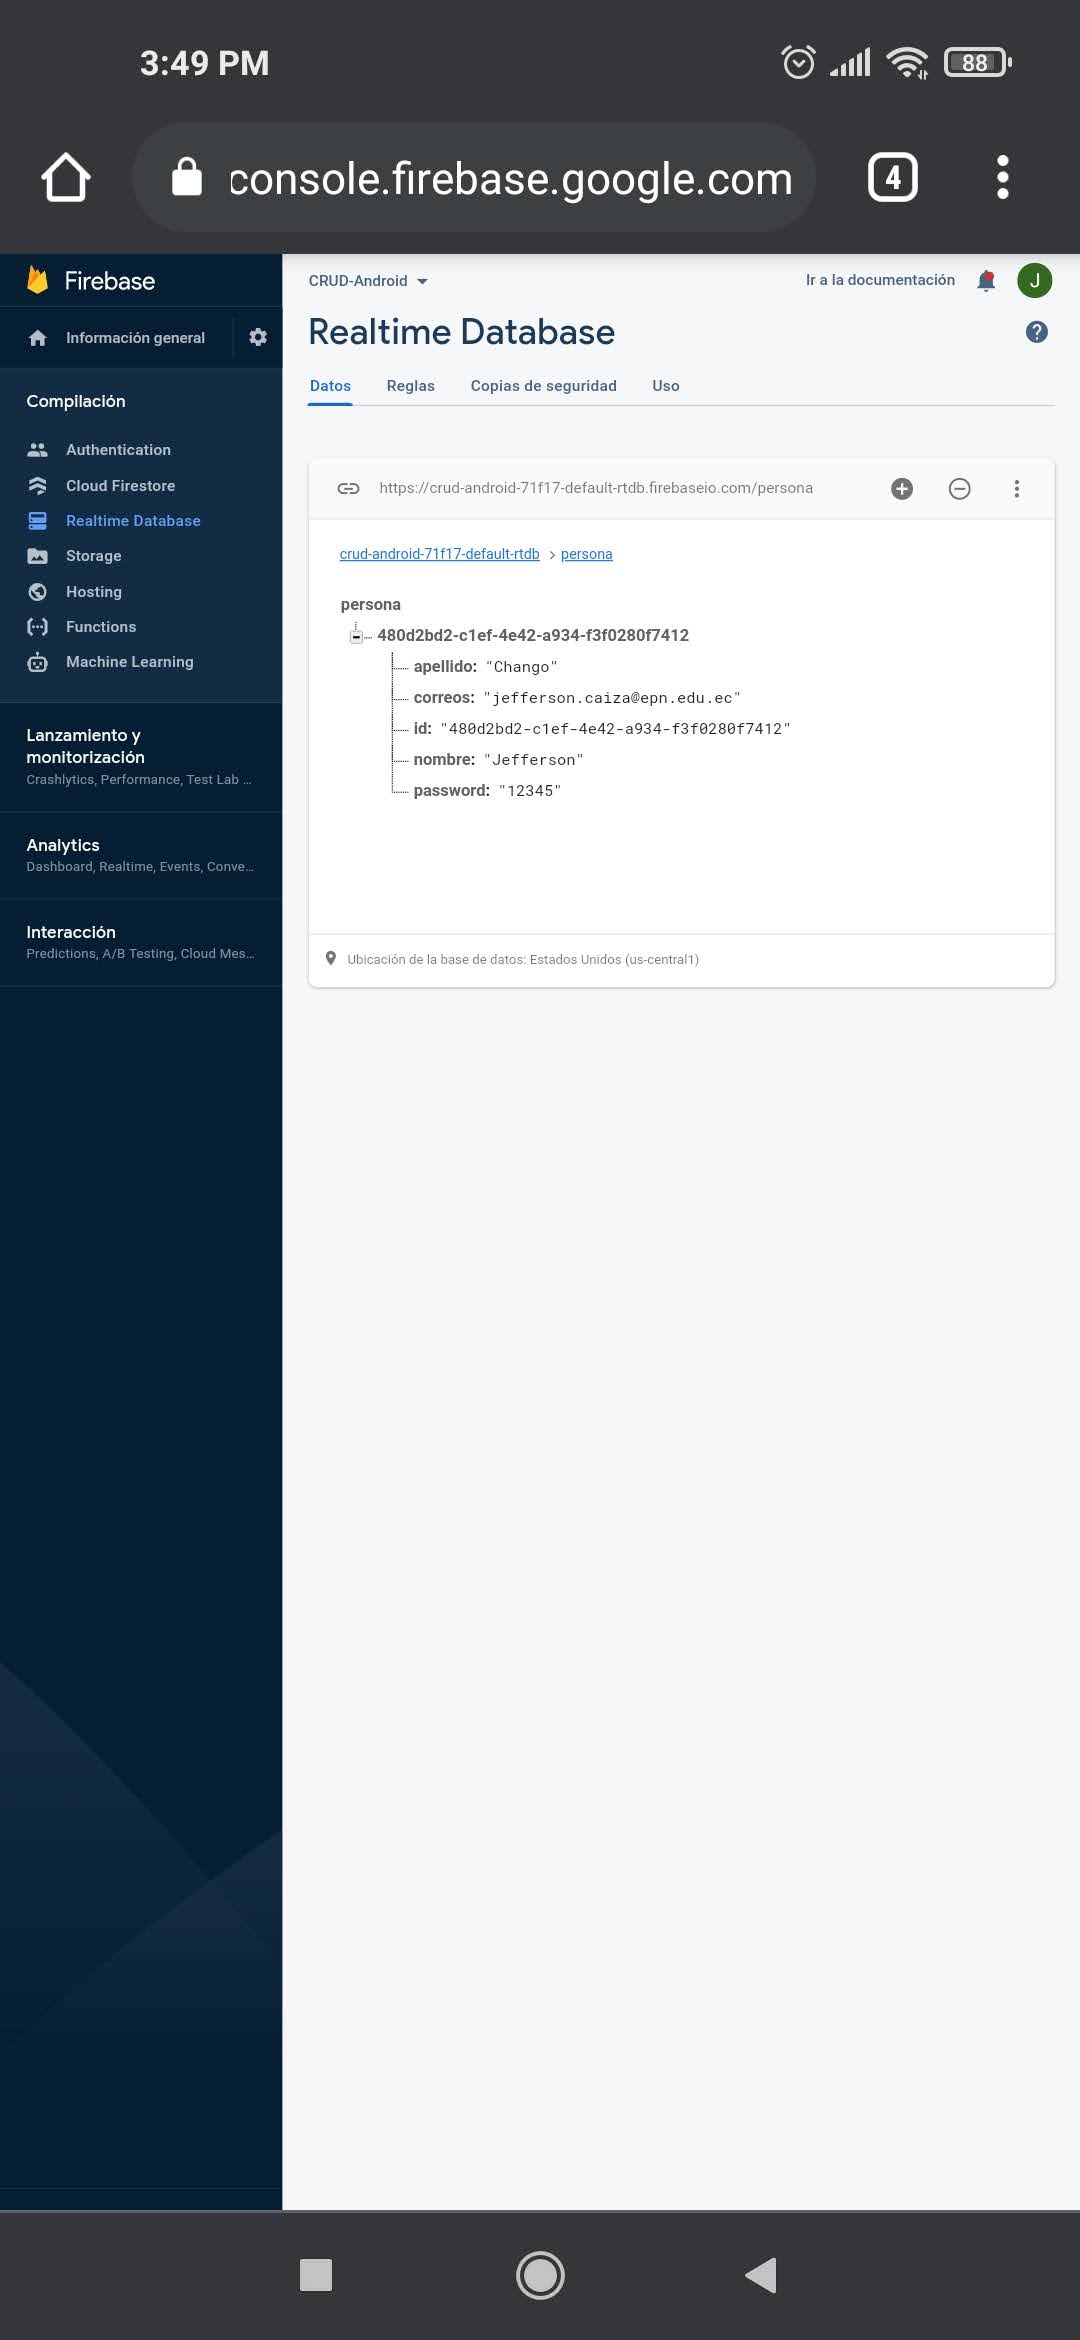 3:49 PM
88
console.firebase.google.com
4
Firebase
CRUD-Android
Ir a la documentación
J
Información general
Realtime Database
?
Compilación
Datos
Reglas
Copias de seguridad
Uso
Authentication
Cloud Firestore
Realtime Database
Storage
Hosting
Functions
Machine Learning
Lanzamiento y
monitorización
Crashlytics, Performance, Test Lab ...
Analytics
Dashboard, Realtime, Events, Conve...
Interacción
Predictions, A/B Testing, Cloud Mes...
https://crud-android-71f17-default-rtdb.firebaseio.com/persona
crud-android-71f17-default-rtdb > persona
persona
480d2bd2-c1ef-4e42-a934-f3f0280f7412
apellido: "Chango"
correos: "jefferson.caiza@epn.edu.ec"
id: "480d2bd2-c1ef-4e42-a934-f3f0280f7412"
nombre: "Jefferson"
password: "12345"
Ubicación de la base de datos: Estados Unidos (us-central1)